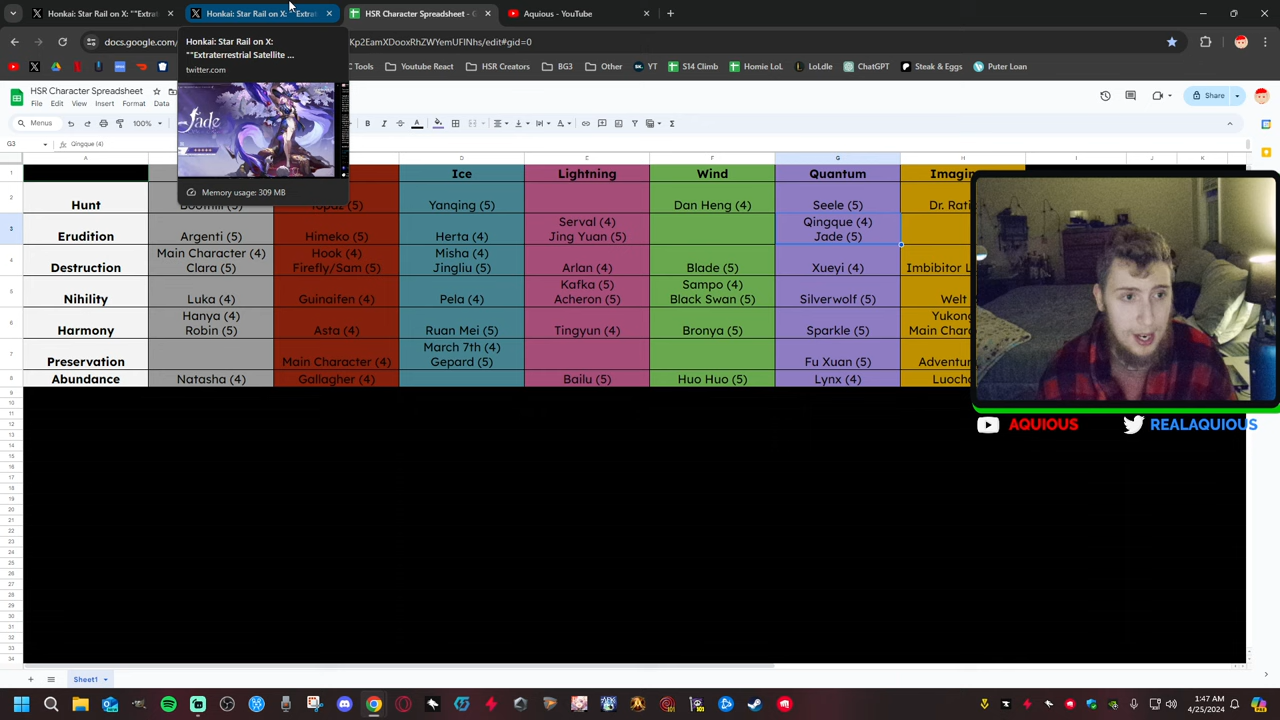 Honkai: Star Rail on X: ""Extrat
Honkai: Star Rail on X: ""Extrat
HSR Character Spreadsheet - G
Aquious - YouTube
docs.google.com/
Kp2EamXDooxRhZWYemUFlNhs/edit#gid=0
Honkai: Star Rail on X:
""Extraterrestrial Satellite ...
twitter.com
Jade
Memory usage: 309 MB
Tools
Youtube React
HSR Creators
BG3
Other
YT
S14 Climb
Homie LoL
LoLdle
ChatGPT
Steak & Eggs
Puter Loan
HSR Character Spreadsheet
File Edit View Insert Format Data
Share
Menus
100%
G3
Qingque (4)
A D E F G H I J K
Ice Lightning Wind Quantum
Hunt Yanqing (5) Dan Heng (4) Seele (5)
Erudition Argenti (5) Himeko (5) Herta (4) Serval (4)
Jing Yuan (5) Qingque (4)
Jade (5)
Destruction Main Character (4)
Clara (5) Hook (4)
Firefly/Sam (5) Misha (4)
Jingliu (5) Arlan (4) Blade (5) Xueyi (4) Imbibitor
Nihility Luka (4) Guinaifen (4) Pela (4) Kafka (5)
Acheron (5) Sampo (4)
Black Swan (5) Silverwolf (5) Welt
Harmony Hanya (4)
Robin (5) Asta (4) Ruan Mei (5) Tingyun (4) Bronya (5) Sparkle (5) Yukong
Main Char
Preservation Main Character (4) March 7th (4)
Gepard (5) Fu Xuan (5) Adventur
Abundance Natasha (4) Gallagher (4) Bailu (5) Huo Huo (5) Lynx (4) Luocha
AQUIOUS
REALAQUIOUS
Sheet1
1:47 AM
4/25/2024